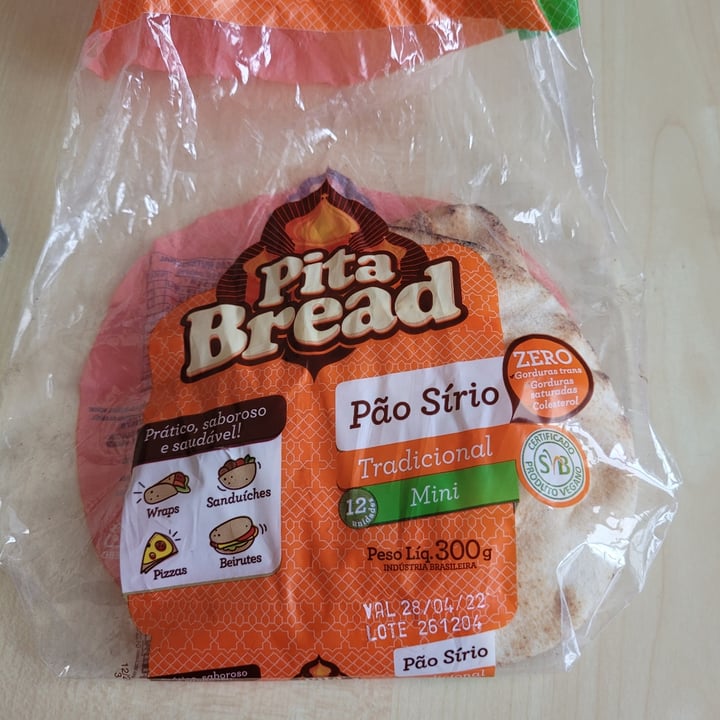 Pita
Bread
Prático, saboroso
e saudável!
Wraps
Sanduíches
Pizzas
Beirutes
Pão Sírio
Tradicional
12
unidades
Mini
ZERO
Gorduras trans
Gorduras
saturadas
Colesterol
CERTIFICADO
SVB
PRODUTO VEGANO
Peso Líq. 300g
INDÚSTRIA BRASILEIRA
VAL 28/04/22
LOTE 261204
saboroso
Pão Sírio